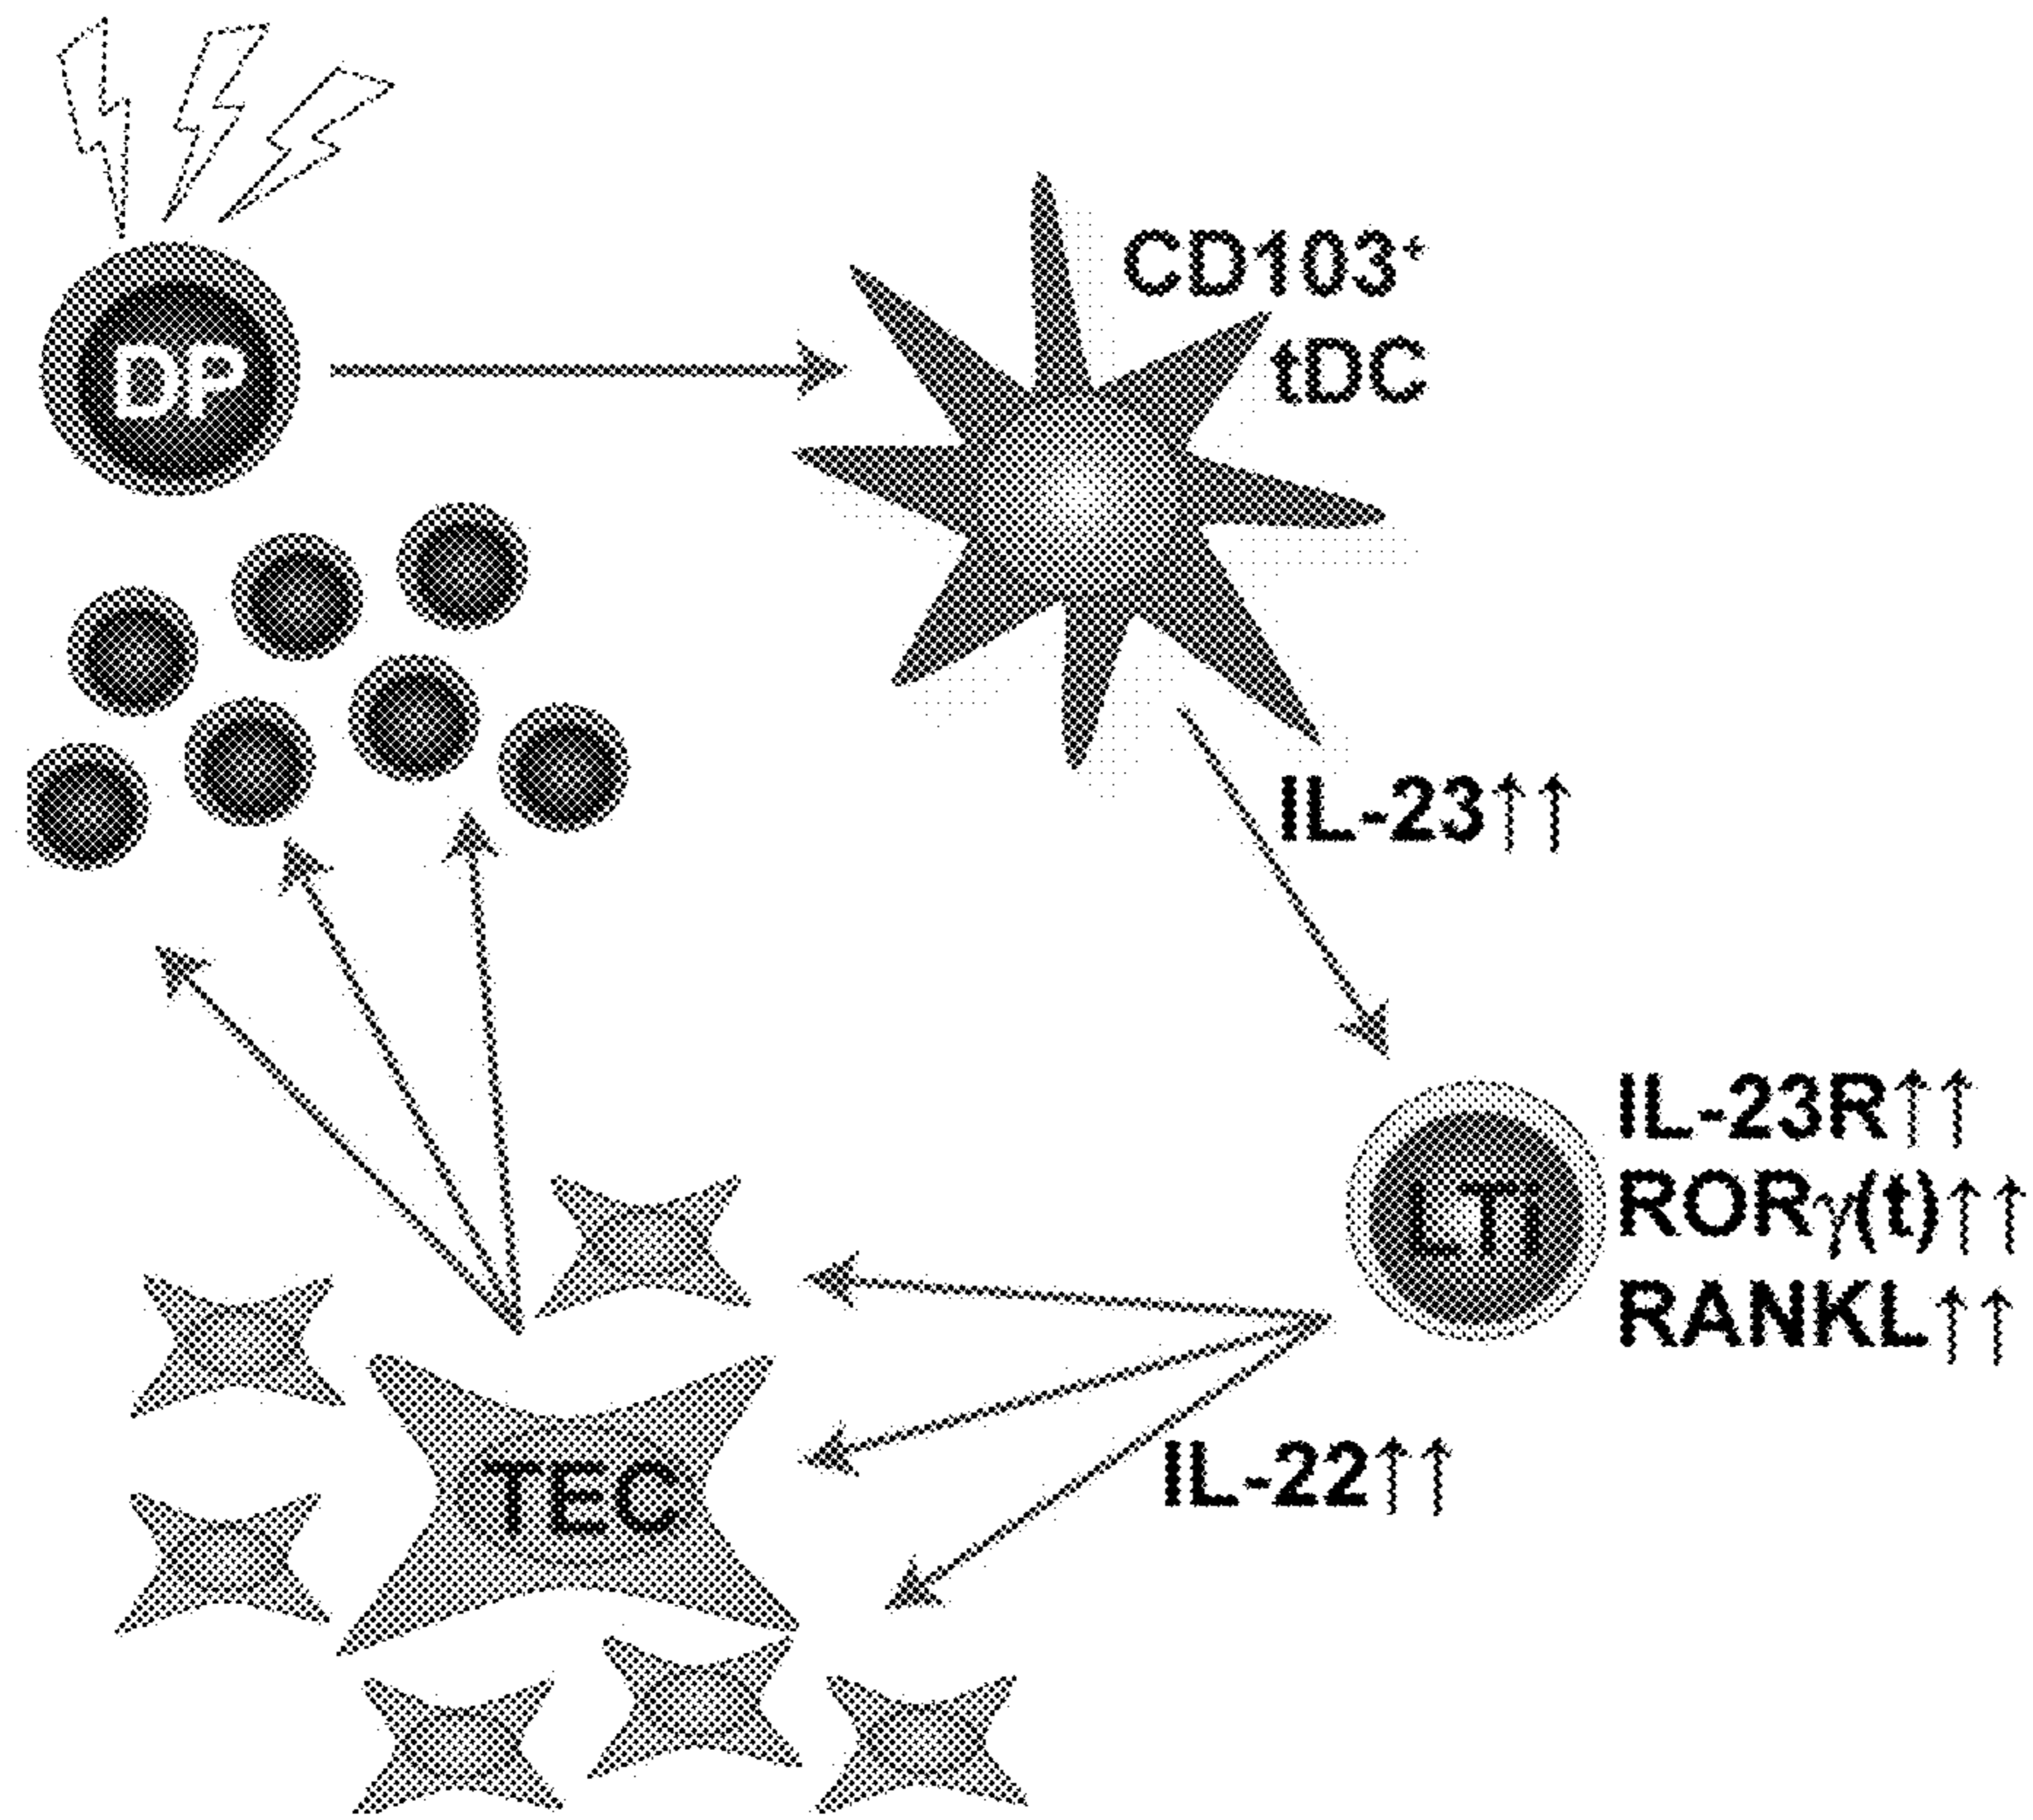 DP
CD103⁺
tDC
IL-23↑↑
LTi
IL-23R↑↑
RORγ(t)↑↑
RANKL↑↑
TEC
IL-22↑↑